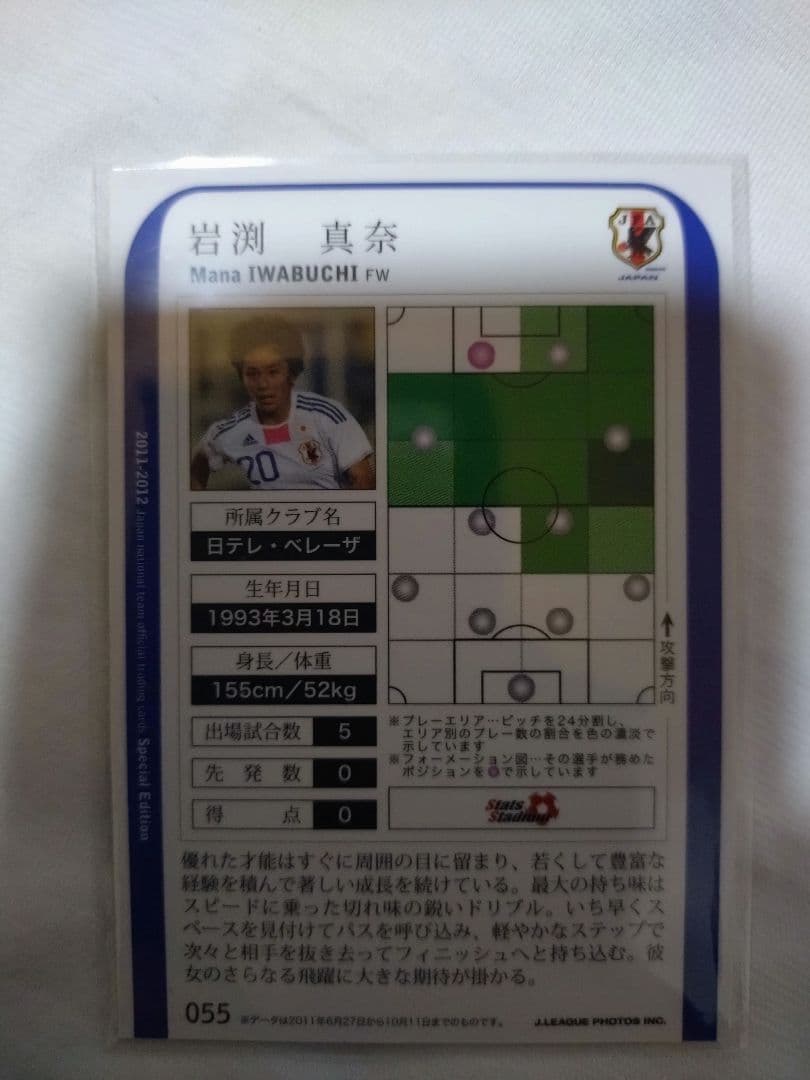 岩渕 真奈
Mana IWABUCHI FW
JFA
JAPAN
20
2011-2012 Japan national team official trading cards Special Edition
所属クラブ名
日テレ・ベレーザ
生年月日
1993年3月18日
身長／体重
155cm／52kg
出場試合数 5
先発数 0
得点 0
攻撃方向
※プレーエリア…ピッチを24分割し、
エリア別のプレー数の割合を色の濃淡で
示しています
※フォーメーション図…その選手が務めた
ポジションを●で示しています
Stats
Stadium
優れた才能はすぐに周囲の目に留まり、若くして豊富な
経験を積んで著しい成長を続けている。最大の持ち味は
スピードに乗った切れ味の鋭いドリブル。いち早くス
ペースを見付けてパスを呼び込み、軽やかなステップで
次々と相手を抜き去ってフィニッシュへと持ち込む。彼
女のさらなる飛躍に大きな期待が掛かる。
055 ※データは2011年6月27日から10月11日までのものです。 J.LEAGUE PHOTOS INC.